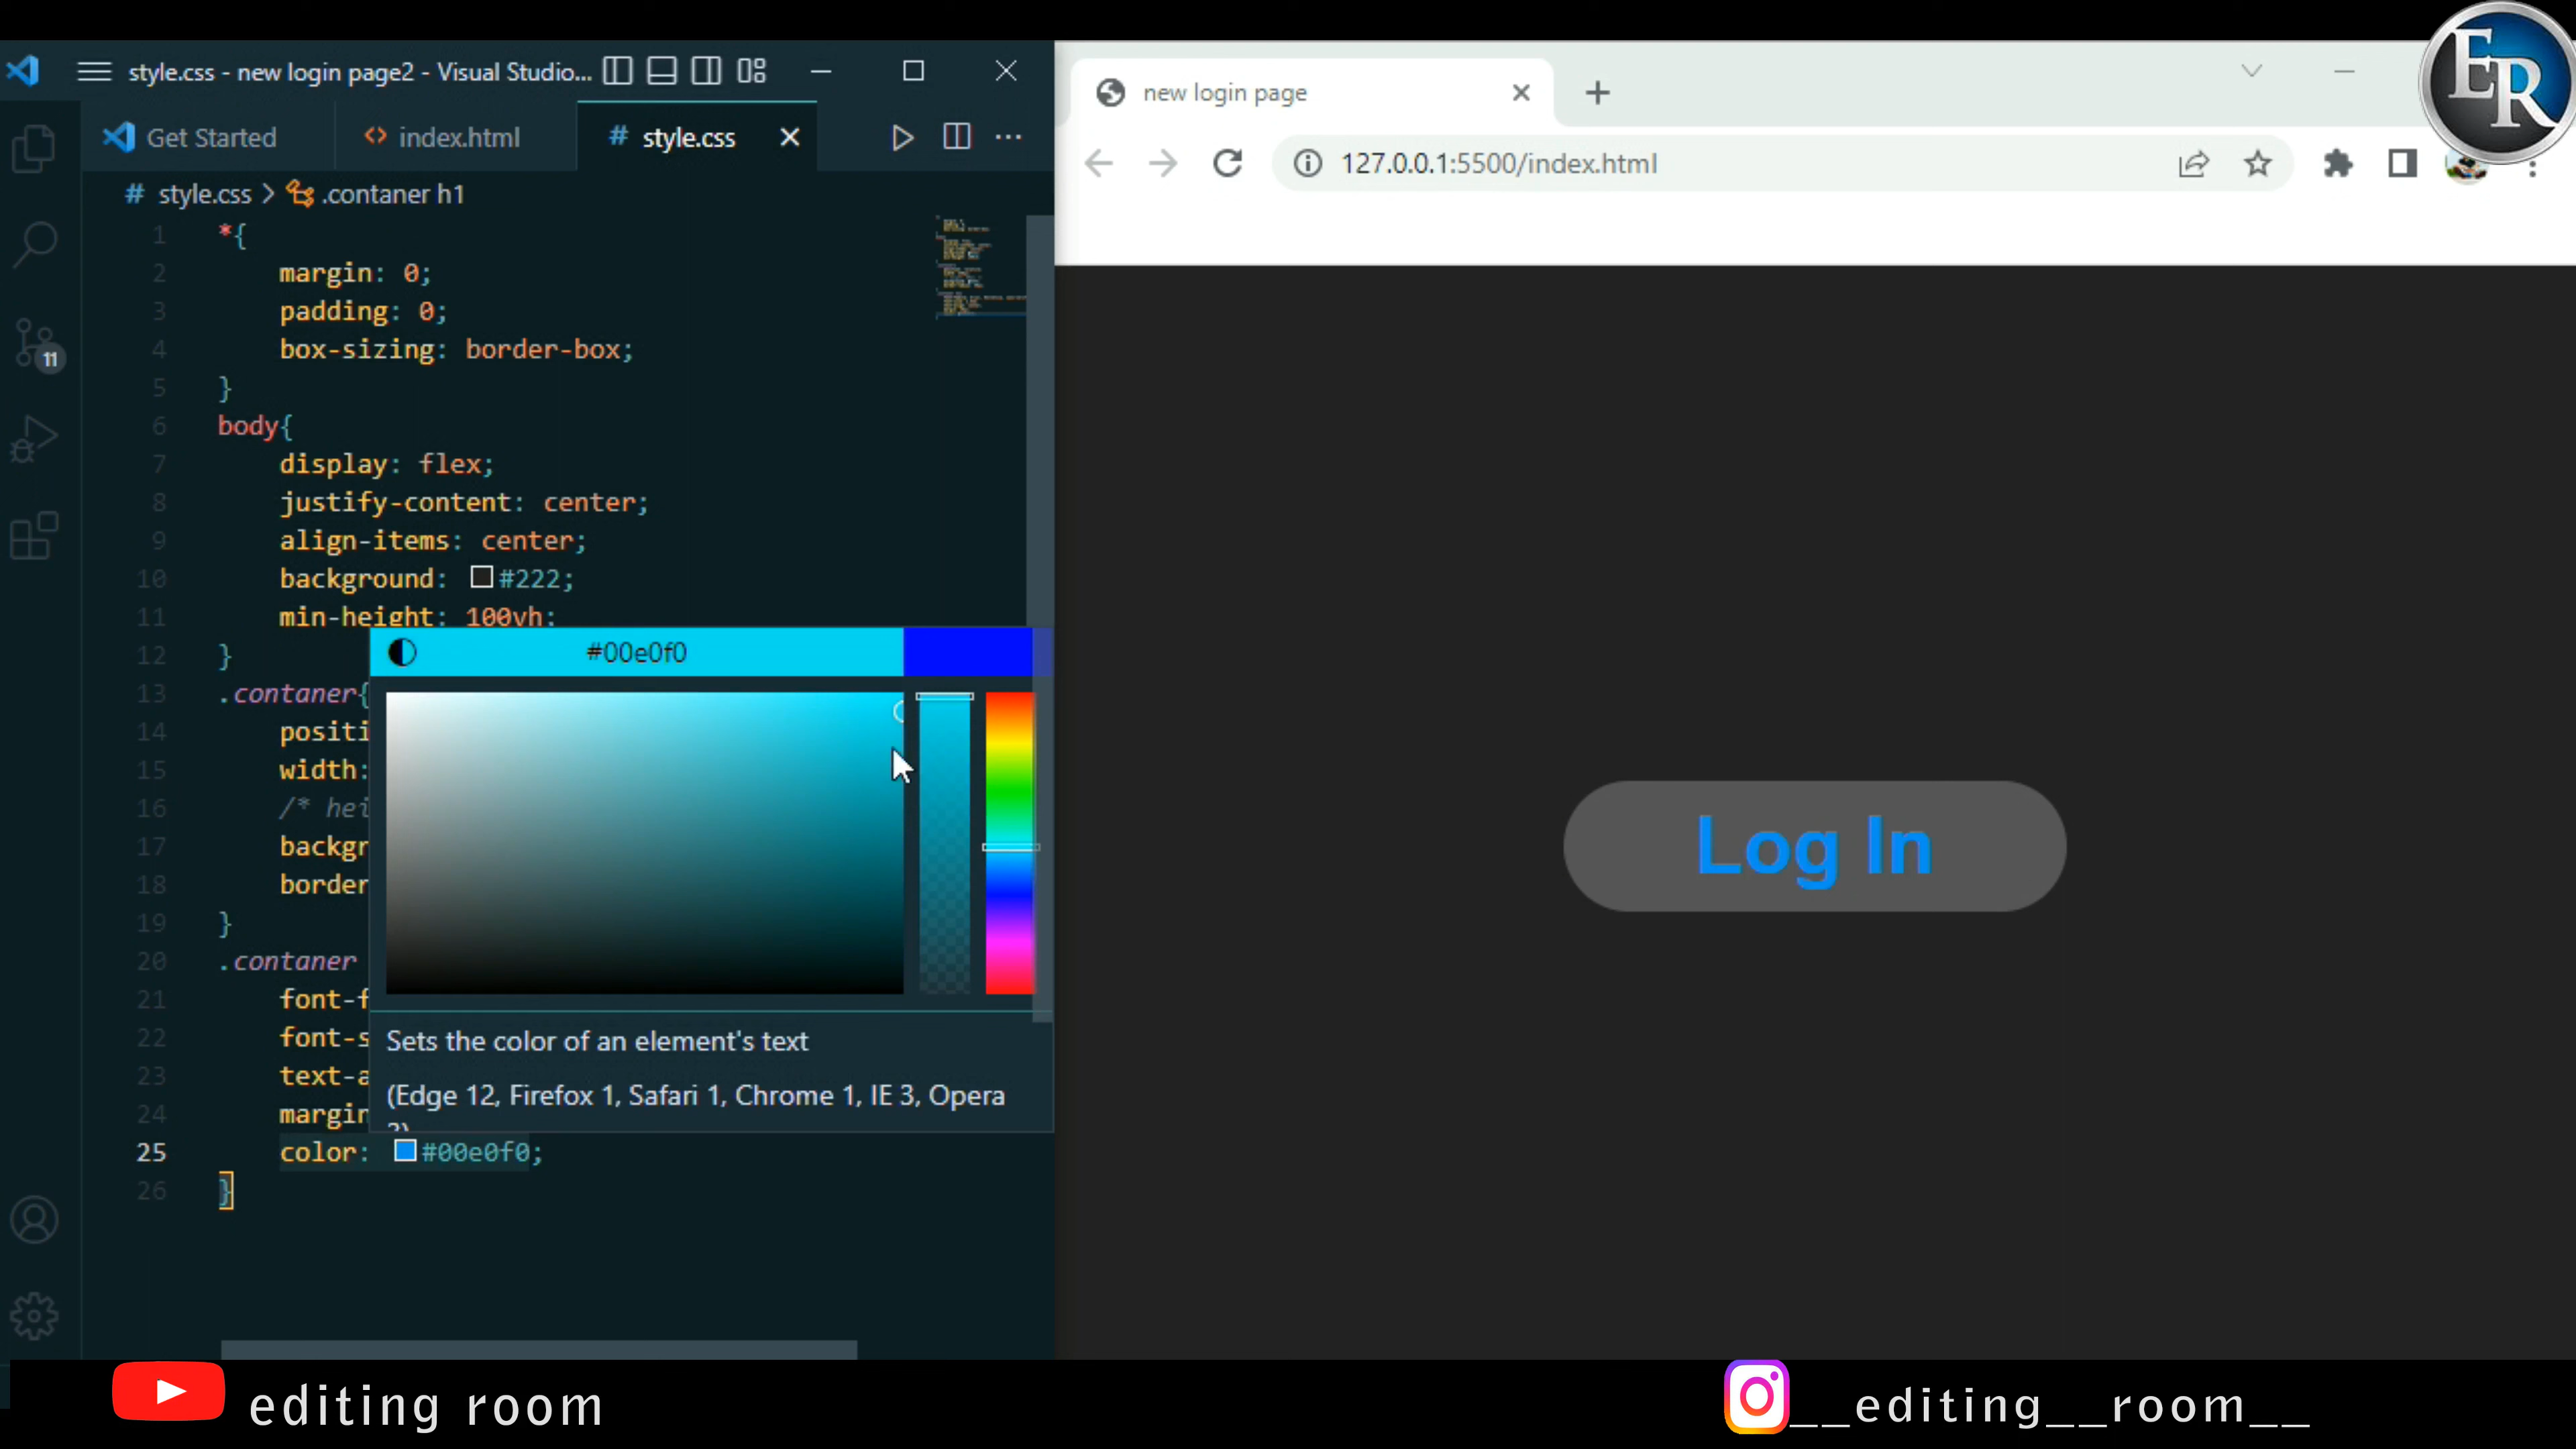 style.css - new login page2 - Visual Studio...
Get Started
index.html
# style.css
# style.css > .contaner h1
11
1 *{
2 margin: 0;
3 padding: 0;
4 box-sizing: border-box;
5 }
6 body{
7 display: flex;
8 justify-content: center;
9 align-items: center;
10 background: #222;
11 min-height: 100vh;
12 }
13 .contaner{
14 positi
15 width:
16 /* hei
17 backgr
18 border
19 }
20 .contaner
21 font-f
22 font-s
23 text-a
24 margin
25 color: #00e0f0;
26 }
#00e0f0
Sets the color of an element's text
(Edge 12, Firefox 1, Safari 1, Chrome 1, IE 3, Opera
new login page
127.0.0.1:5500/index.html
ER
Log In
editing room
__editing__room__